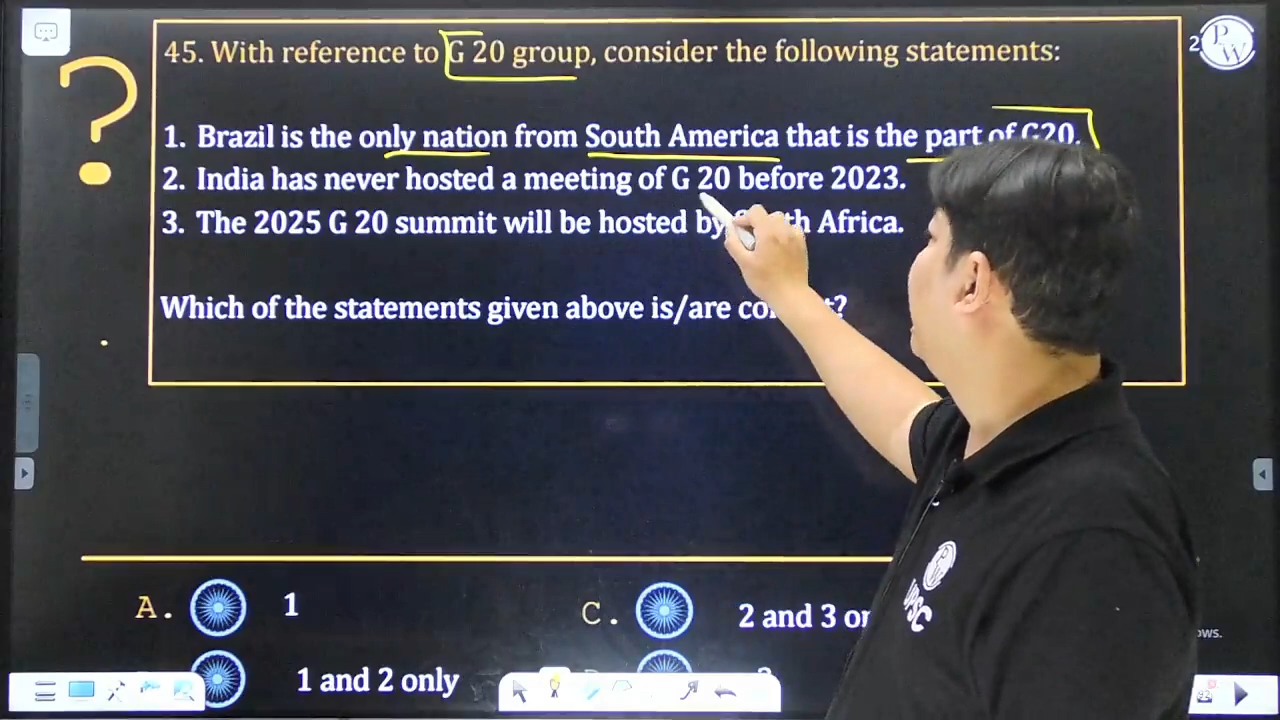 45. With reference to G 20 group, consider the following statements:
1. Brazil is the only nation from South America that is the part of G20.
2. India has never hosted a meeting of G 20 before 2023.
3. The 2025 G 20 summit will be hosted by Africa.
Which of the statements given above is/are
?
A. 1
C. 2 and 3
1 and 2 only
2
P
W
PW
UPSC